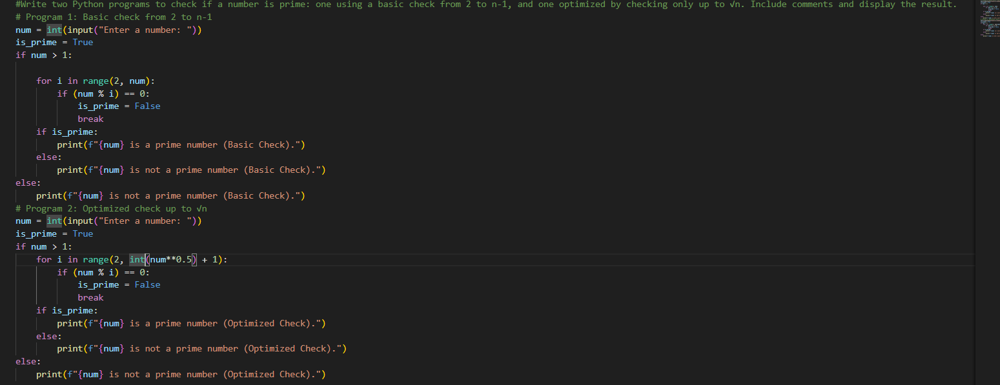 #Write two Python programs to check if a number is prime: one using a basic check from 2 to n-1, and one optimized by checking only up to √n. Include comments and display the result.
# Program 1: Basic check from 2 to n-1
num = int(input("Enter a number: "))
is_prime = True
if num > 1:

    for i in range(2, num):
        if (num % i) == 0:
            is_prime = False
            break
    if is_prime:
        print(f"{num} is a prime number (Basic Check).")
    else:
        print(f"{num} is not a prime number (Basic Check).")
else:
    print(f"{num} is not a prime number (Basic Check).")
# Program 2: Optimized check up to √n
num = int(input("Enter a number: "))
is_prime = True
if num > 1:
    for i in range(2, int(num**0.5) + 1):
        if (num % i) == 0:
            is_prime = False
            break
    if is_prime:
        print(f"{num} is a prime number (Optimized Check).")
    else:
        print(f"{num} is not a prime number (Optimized Check).")
else:
    print(f"{num} is not a prime number (Optimized Check).")